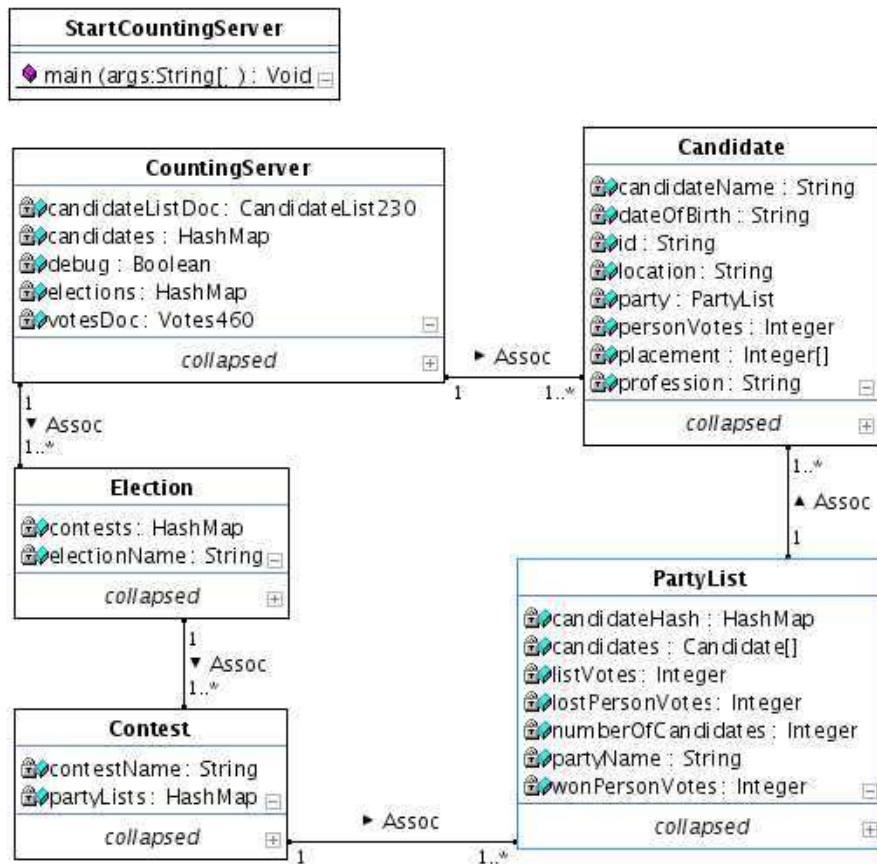 StartCountingServer
main (args:String[ ) : Void
CountingServer
candidateListDoc : CandidateList230
candidates : HashMap
debug : Boolean
elections : HashMap
votesDoc : Votes460
collapsed
Candidate
candidateName : String
dateOfBirth : String
id : String
location : String
party : PartyList
personVotes : Integer
placement : Integer[]
profession : String
collapsed
► Assoc
1
1..*
1
▼ Assoc
1..*
Election
contests : HashMap
electionName : String
collapsed
1..*
▲ Assoc
1
PartyList
candidateHash : HashMap
candidates : Candidate[]
listVotes : Integer
lostPersonVotes : Integer
numberOfCandidates : Integer
partyName : String
wonPersonVotes : Integer
collapsed
1
▼ Assoc
1..*
Contest
contestName : String
partyLists : HashMap
collapsed
► Assoc
1
1..*